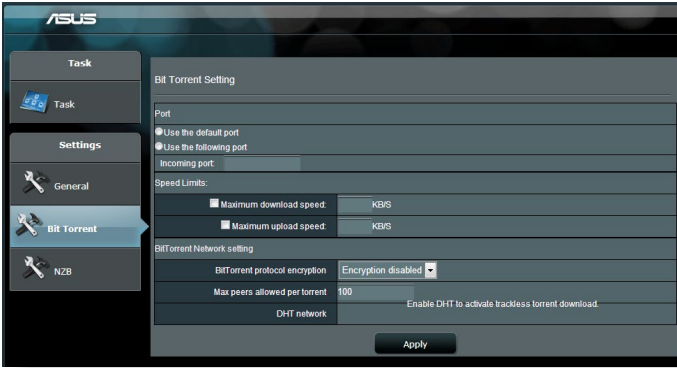 ASUS
Task
Task
Settings
General
Bit Torrent
NZB
Bit Torrent Setting
Port
Use the default port
Use the following port
Incoming port:
Speed Limits:
Maximum download speed: KB/S
Maximum upload speed: KB/S
BitTorrent Network setting
BitTorrent protocol encryption Encryption disabled
Max peers allowed per torrent 100
Enable DHT to activate trackless torrent download.
DHT network
Apply